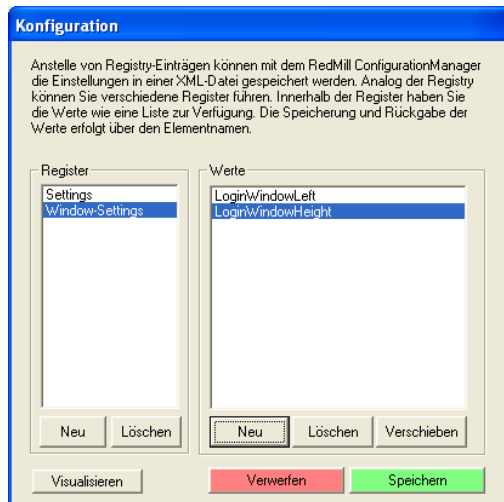 Konfiguration
Anstelle von Registry-Einträgen können mit dem RedMill ConfigurationManager
die Einstellungen in einer XML-Datei gespeichert werden. Analog der Registry
können Sie verschiedene Register führen. Innerhalb der Register haben Sie
die Werte wie eine Liste zur Verfügung. Die Speicherung und Rückgabe der
Werte erfolgt über den Elementnamen.
Register
Settings
Window-Settings
Neu
Löschen
Werte
LoginWindowLeft
LoginWindowHeight
Neu
Löschen
Verschieben
Visualisieren
Verwerfen
Speichern